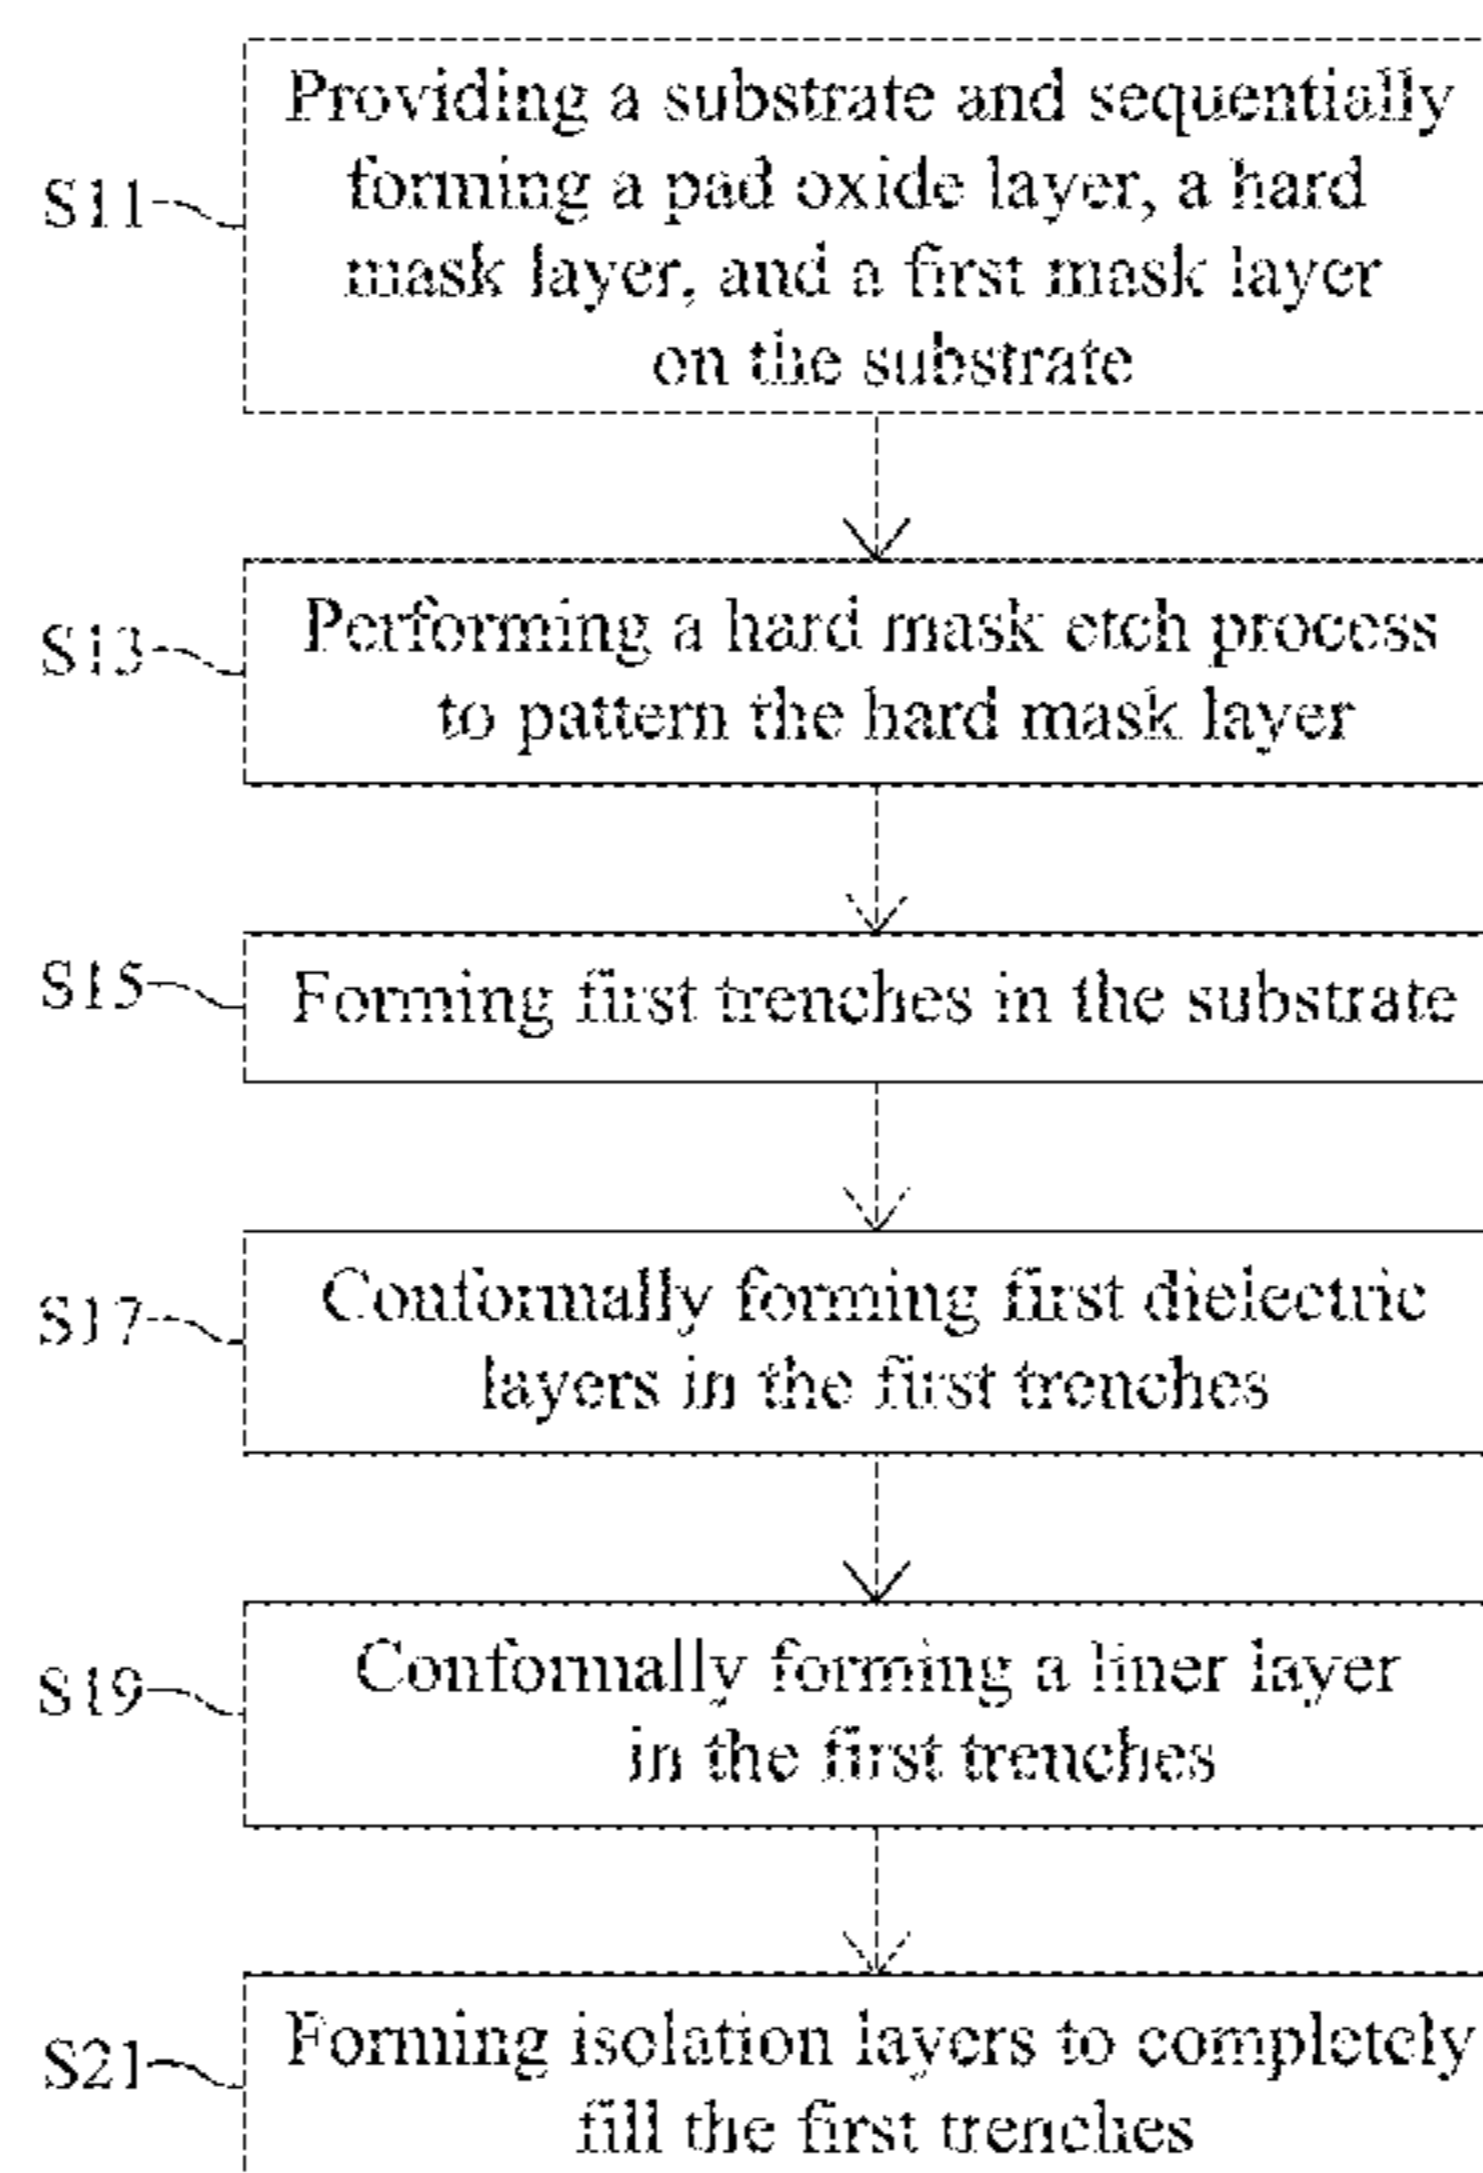 S11
Providing a substrate and sequentially
forming a pad oxide layer, a hard
mask layer, and a first mask layer
on the substrate
S13
Performing a hard mask etch process
to pattern the hard mask layer
S15
Forming first trenches in the substrate
S17
Conformally forming first dielectric
layers in the first trenches
S19
Conformally forming a liner layer
in the first trenches
S21
Forming isolation layers to completely
fill the first trenches